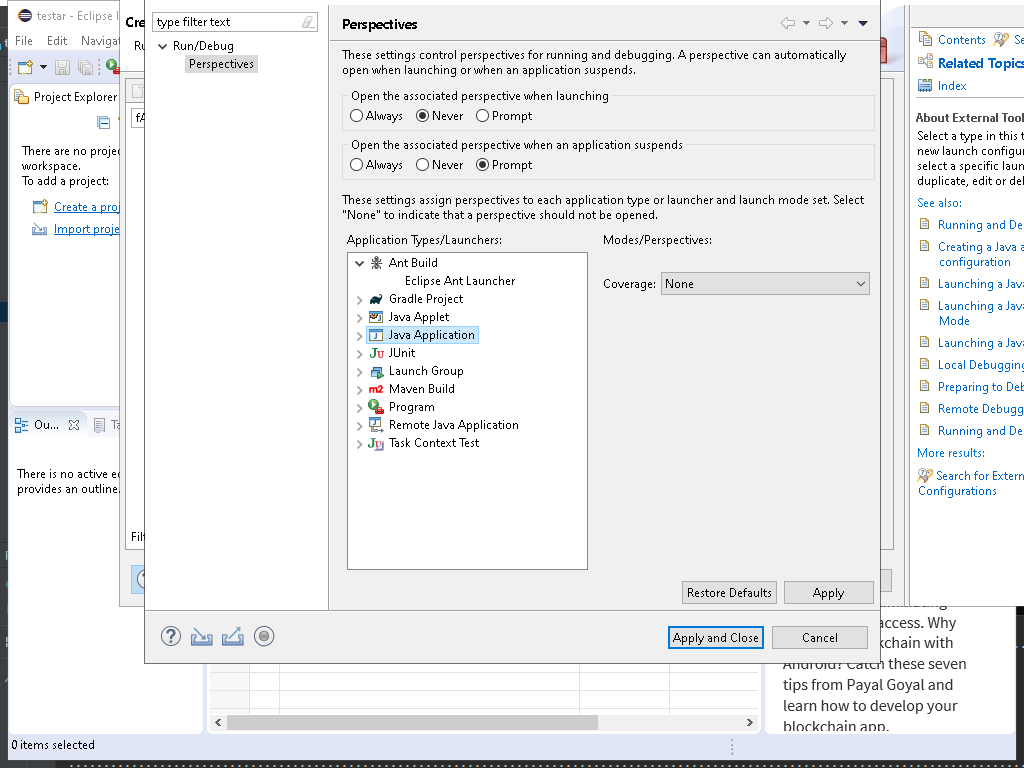 testar - Eclipse I
File Edit Navigat
Project Explorer
There are no proje
workspace.
To add a project:
Create a proj
Import proje
Ou...
Ta
There is no active e
provides an outline.
0 items selected
Cre
Ru
fA
Filt
type filter text
Run/Debug
Perspectives
Perspectives
These settings control perspectives for running and debugging. A perspective can automatically
open when launching or when an application suspends.
Open the associated perspective when launching
Always Never Prompt
Open the associated perspective when an application suspends
Always Never Prompt
These settings assign perspectives to each application type or launcher and launch mode set. Select
"None" to indicate that a perspective should not be opened.
Application Types/Launchers:
Ant Build
Eclipse Ant Launcher
Gradle Project
Java Applet
Java Application
JUnit
Launch Group
Maven Build
Program
Remote Java Application
Task Context Test
Modes/Perspectives:
Coverage: None
Restore Defaults Apply
Apply and Close Cancel
Contents Se
Related Topics
Index
About External Tool
Select a type in this t
new launch configur
select a specific laun
duplicate, edit or del
See also:
Running and De
Creating a Java a
configuration
Launching a Java
Launching a Java
Mode
Launching a Java
Local Debugging
Preparing to Deb
Remote Debugg
Running and De
More results:
Search for Extern
Configurations
access. Why
kchain with
Android? Catch these seven
tips from Payal Goyal and
learn how to develop your
blockchain app.